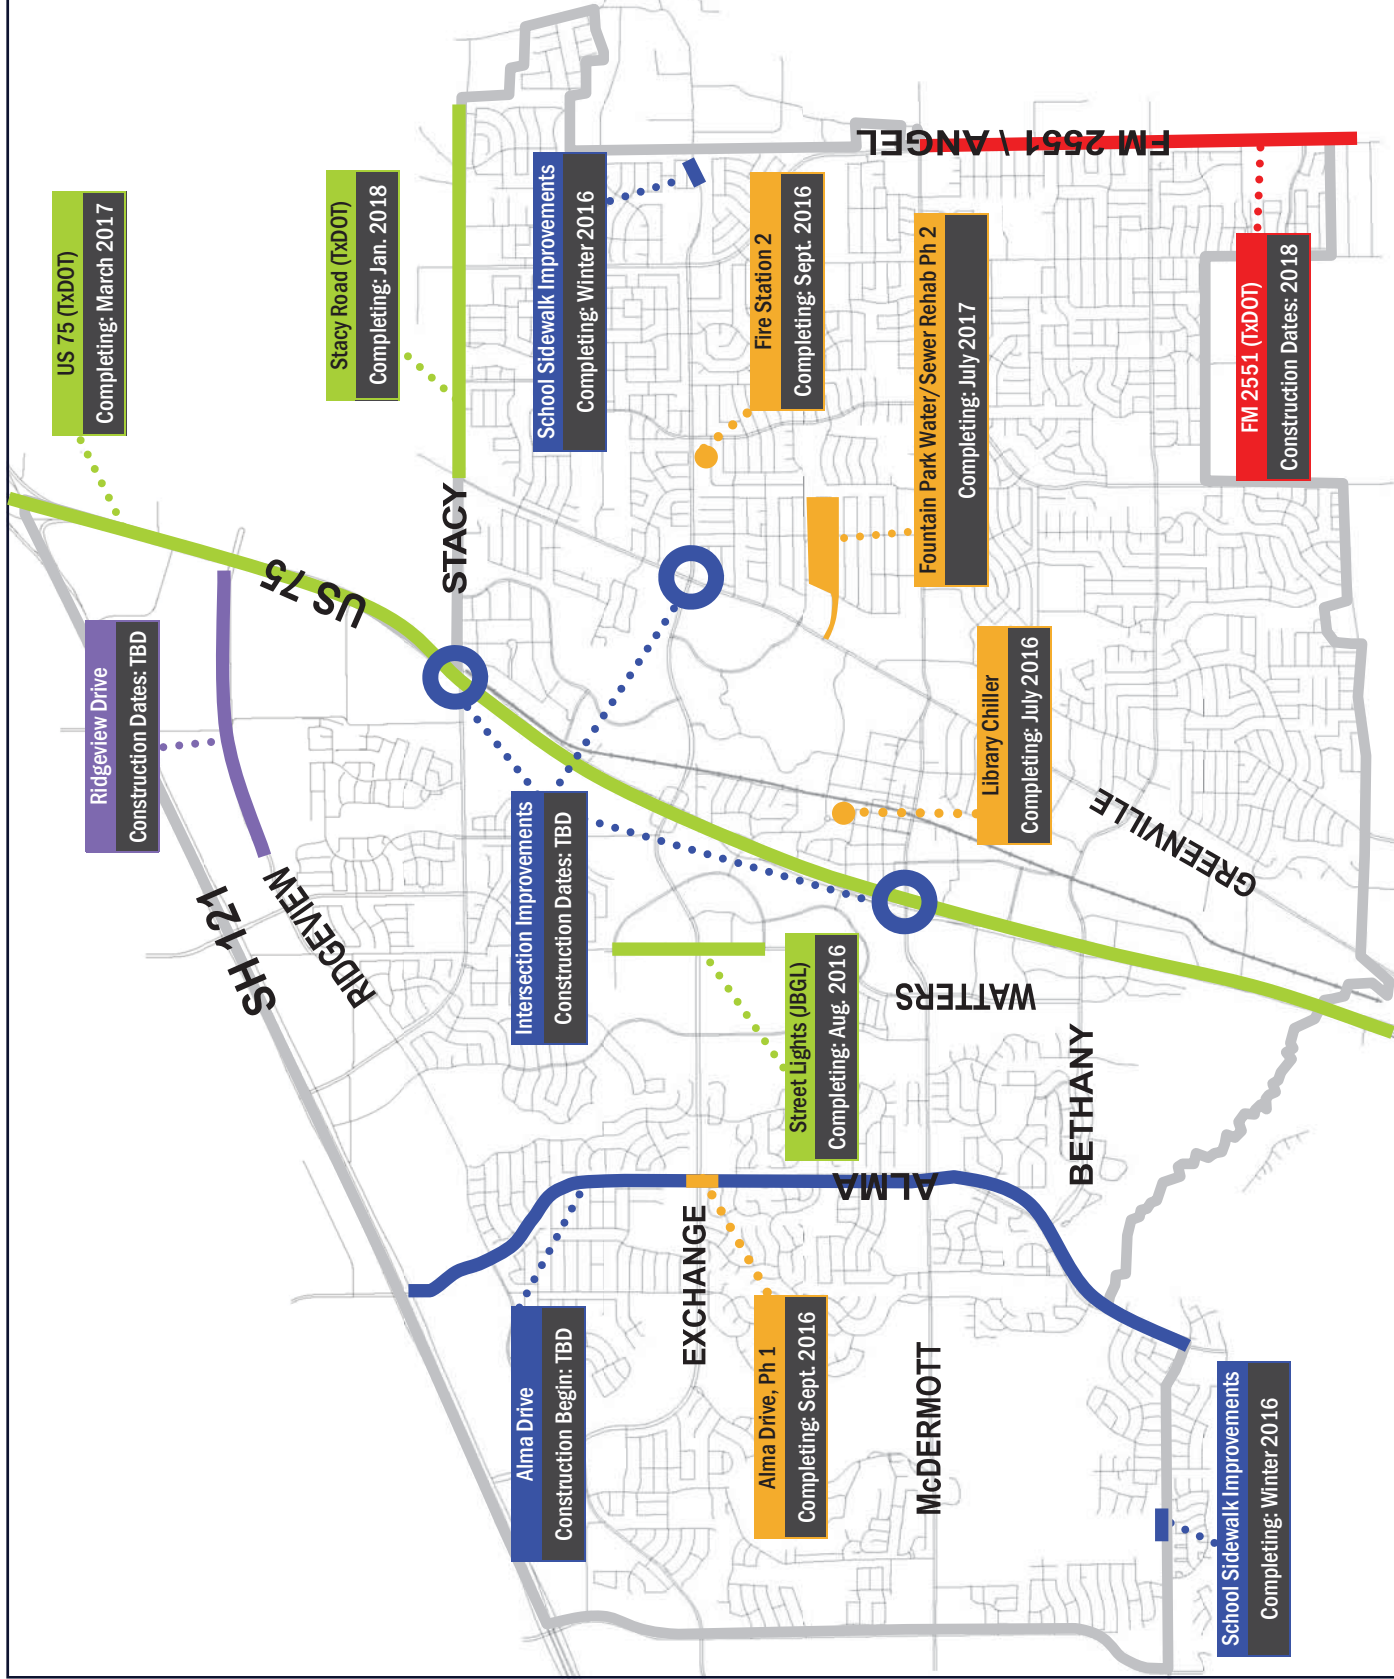 US 75 (TxDOT)
Completing: March 2017
Stacy Road (TxDOT)
Completing: Jan. 2018
School Sidewalk Improvements
Completing: Winter 2016
Fire Station 2
Completing: Sept. 2016
Fountain Park Water/Sewer Rehab Ph 2
Completing: July 2017
FM 2551 \ ANGEL
FM 2551 (TxDOT)
Construction Dates: 2018
US 75
STACY
Ridgeview Drive
Construction Dates: TBD
SH 121
RIDGEVIEW
Intersection Improvements
Construction Dates: TBD
Library Chiller
Completing: July 2016
GREENVILLE
Street Lights (JBGL)
Completing: Aug. 2016
WATTERS
BETHANY
ALMA
EXCHANGE
McDERMOTT
Alma Drive
Construction Begin: TBD
Alma Drive, Ph 1
Completing: Sept. 2016
School Sidewalk Improvements
Completing: Winter 2016